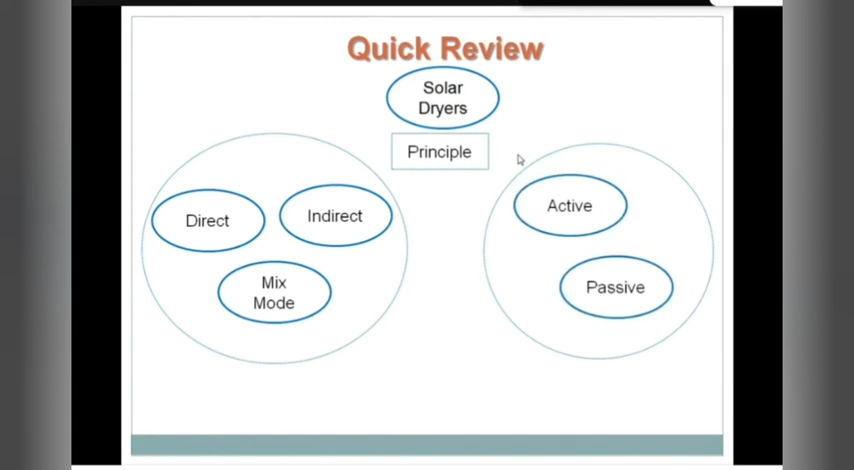 Quick Review
Solar
Dryers
Principle
Direct
Indirect
Mix
Mode
Active
Passive